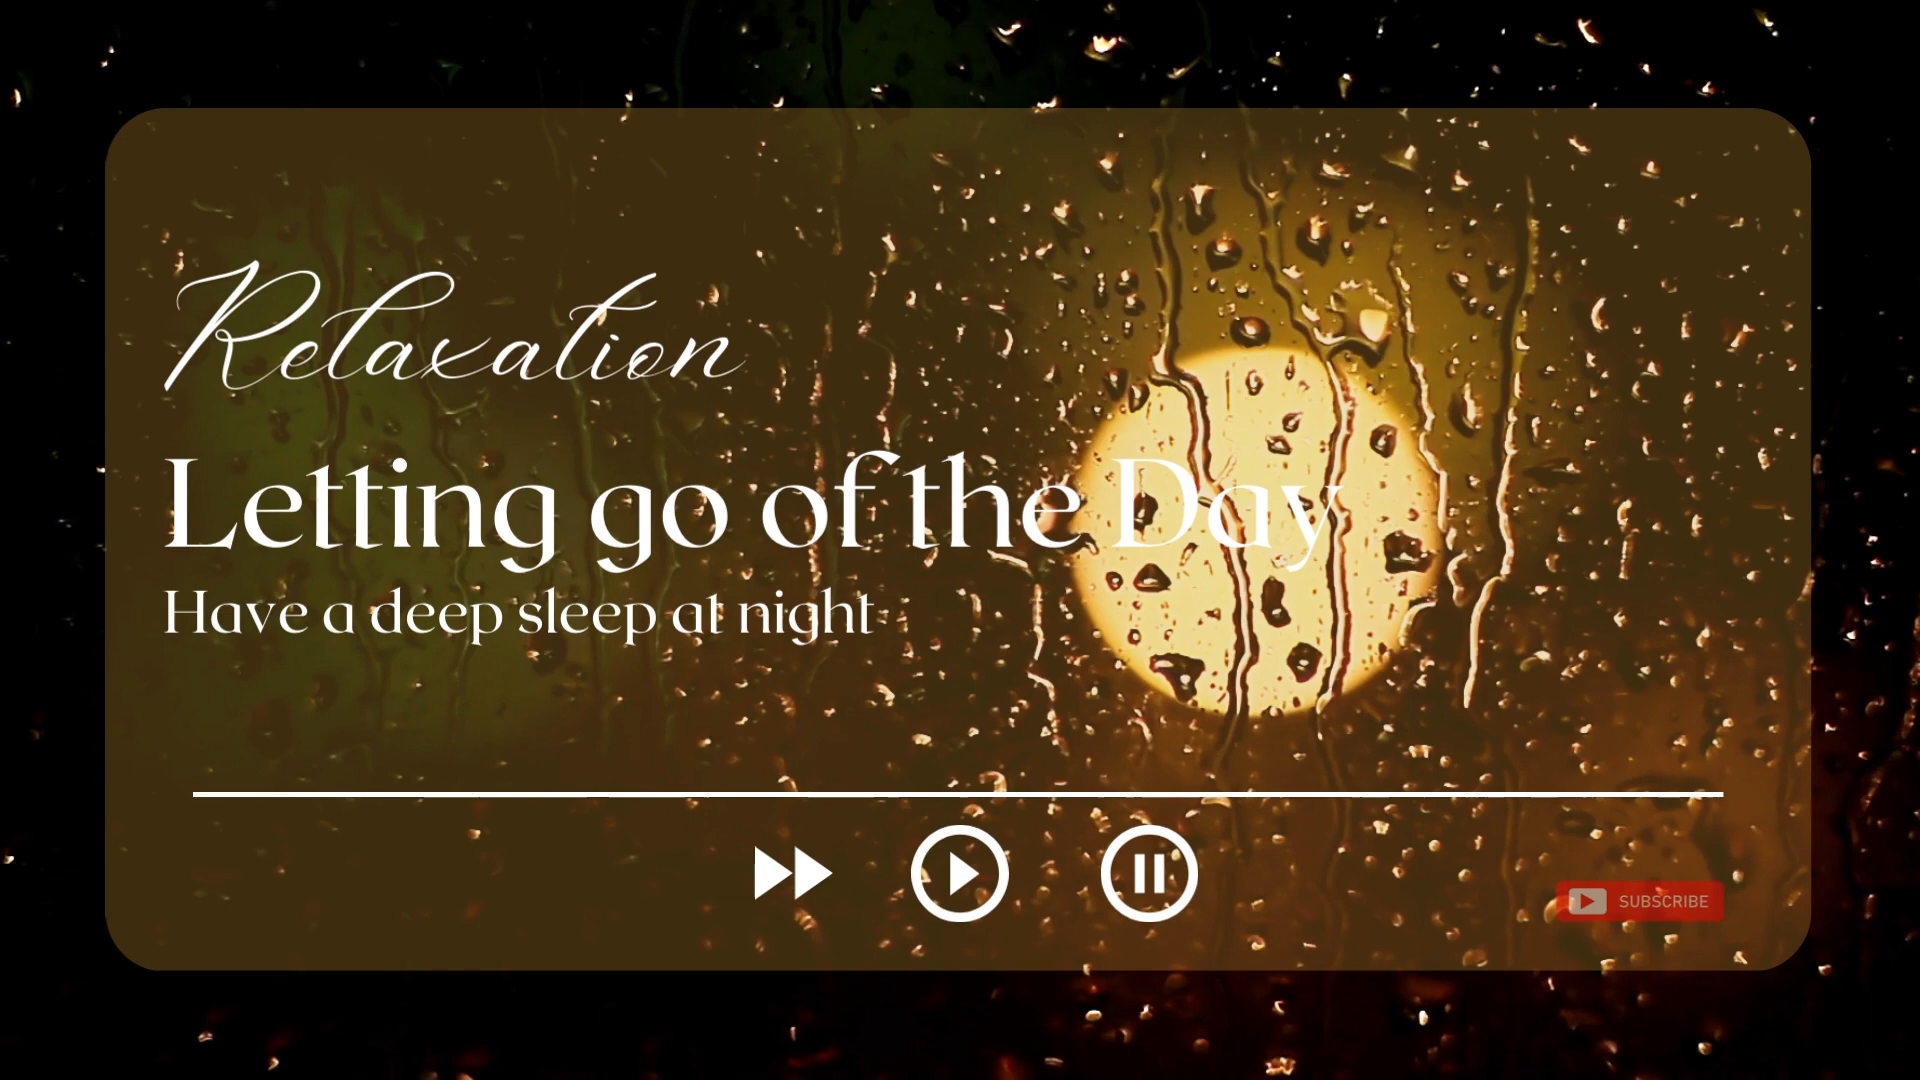 Relaxation
Letting go of the Day
Have a deep sleep at night
SUBSCRIBE